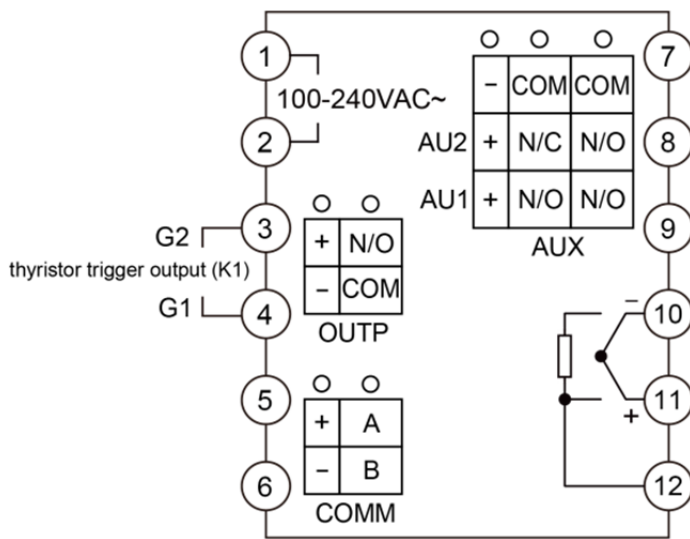 1
7
100-240VAC~
− COM COM
2
AU2 + N/C N/O
8
AU1 + N/O N/O
AUX
9
G2
3
+ N/O
thyristor trigger output (K1)
G1
4
− COM
OUTP
−
10
5
+ A
+
11
6
− B
COMM
12